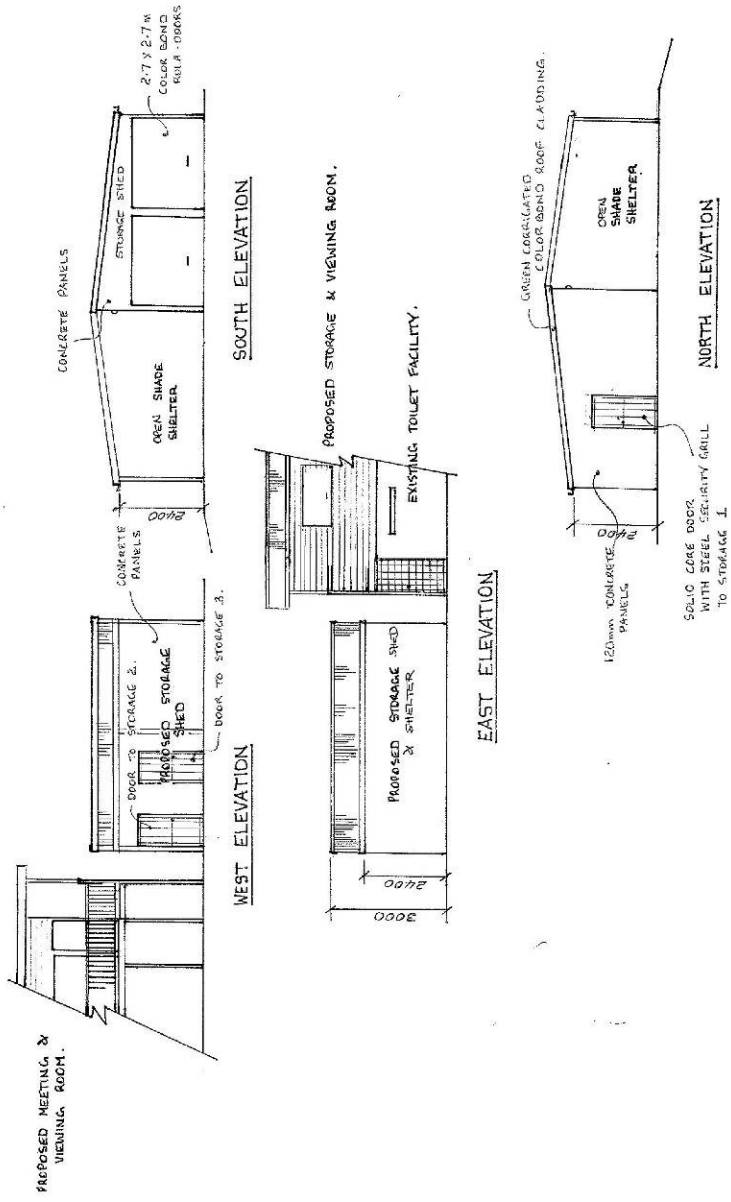 PROPOSED MEETING &
VIEWING ROOM.
DOOR TO STORAGE 2.
PROPOSED STORAGE
SHED
CONCRETE
PANELS
DOOR TO STORAGE 3.
WEST ELEVATION
CONCRETE PANELS
STORAGE SHED
2.7 x 2.7 M
COLOR BOND
ROLA-DOORS
OPEN SHADE
SHELTER
2400
SOUTH ELEVATION
PROPOSED STORAGE & VIEWING ROOM.
EXISTING TOILET FACILITY.
PROPOSED STORAGE SHED
& SHELTER
2400
3000
EAST ELEVATION
GREEN CORRIGATED
COLOR BOND ROOF CLADDING.
OPEN
SHADE
SHELTER
2400
120mm CONCRETE
PANELS
SOLID CORE DOOR
WITH STEEL SECURITY GRILL
TO STORAGE 1
NORTH ELEVATION